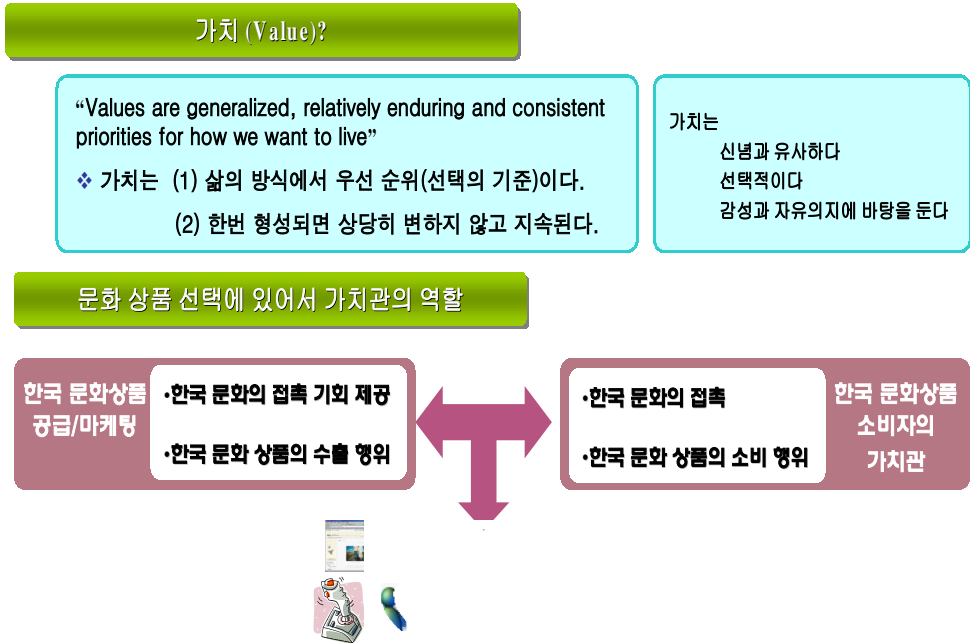 가치 (Value)?
“Values are generalized, relatively enduring and consistent
priorities for how we want to live”
❖ 가치는 (1) 삶의 방식에서 우선 순위(선택의 기준)이다.
(2) 한번 형성되면 상당히 변하지 않고 지속된다.
가치는
신념과 유사하다
선택적이다
감성과 자유의지에 바탕을 둔다
문화 상품 선택에 있어서 가치관의 역할
한국 문화상품
공급/마케팅
·한국 문화의 접촉 기회 제공
·한국 문화 상품의 수출 행위
·한국 문화의 접촉
·한국 문화 상품의 소비 행위
한국 문화상품
소비자의
가치관